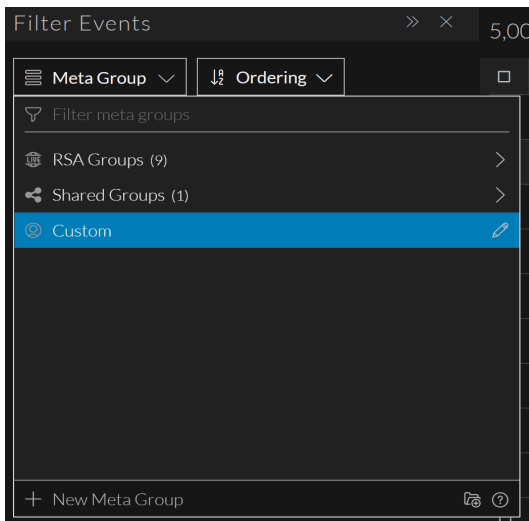 Filter Events
5,00
Meta Group
Ordering
Filter meta groups
LIVE
RSA Groups (9)
Shared Groups (1)
Custom
New Meta Group